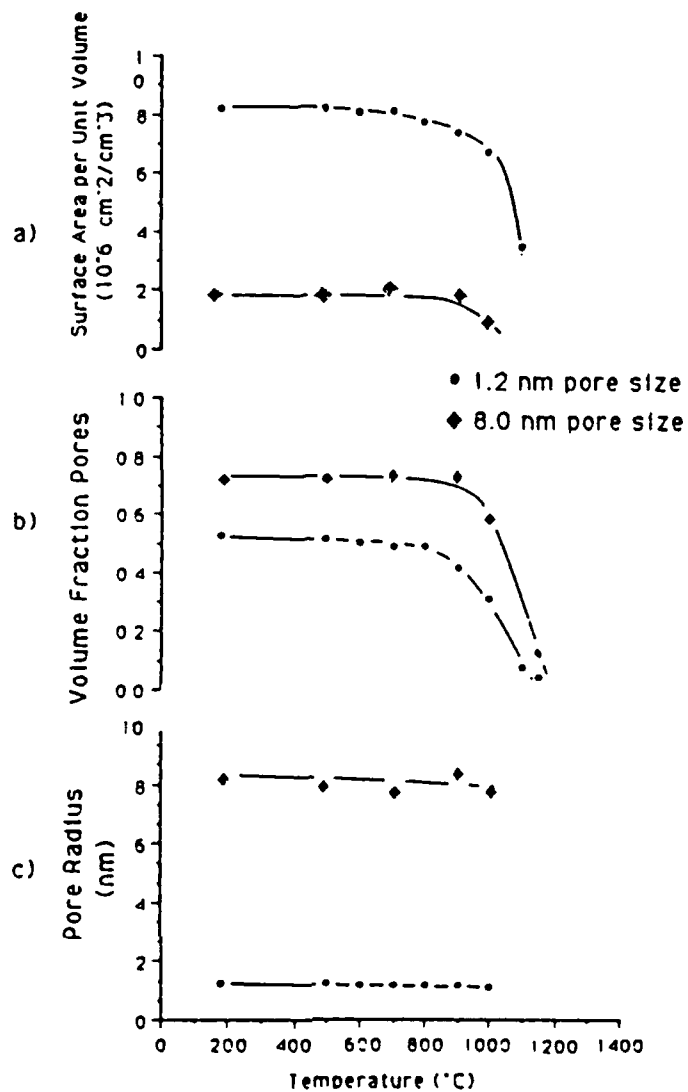 a)
Surface Area per Unit Volume
(10^6 cm^2/cm^3)
1
0
8
6
4
2
0
• 1.2 nm pore size
◆ 8.0 nm pore size
b)
Volume Fraction Pores
1 0
0.8
0.6
0.4
0.2
0 0
c)
Pore Radius
(nm)
10
8
6
4
2
0
0 200 400 600 800 1000 1200 1400
Temperature (°C)